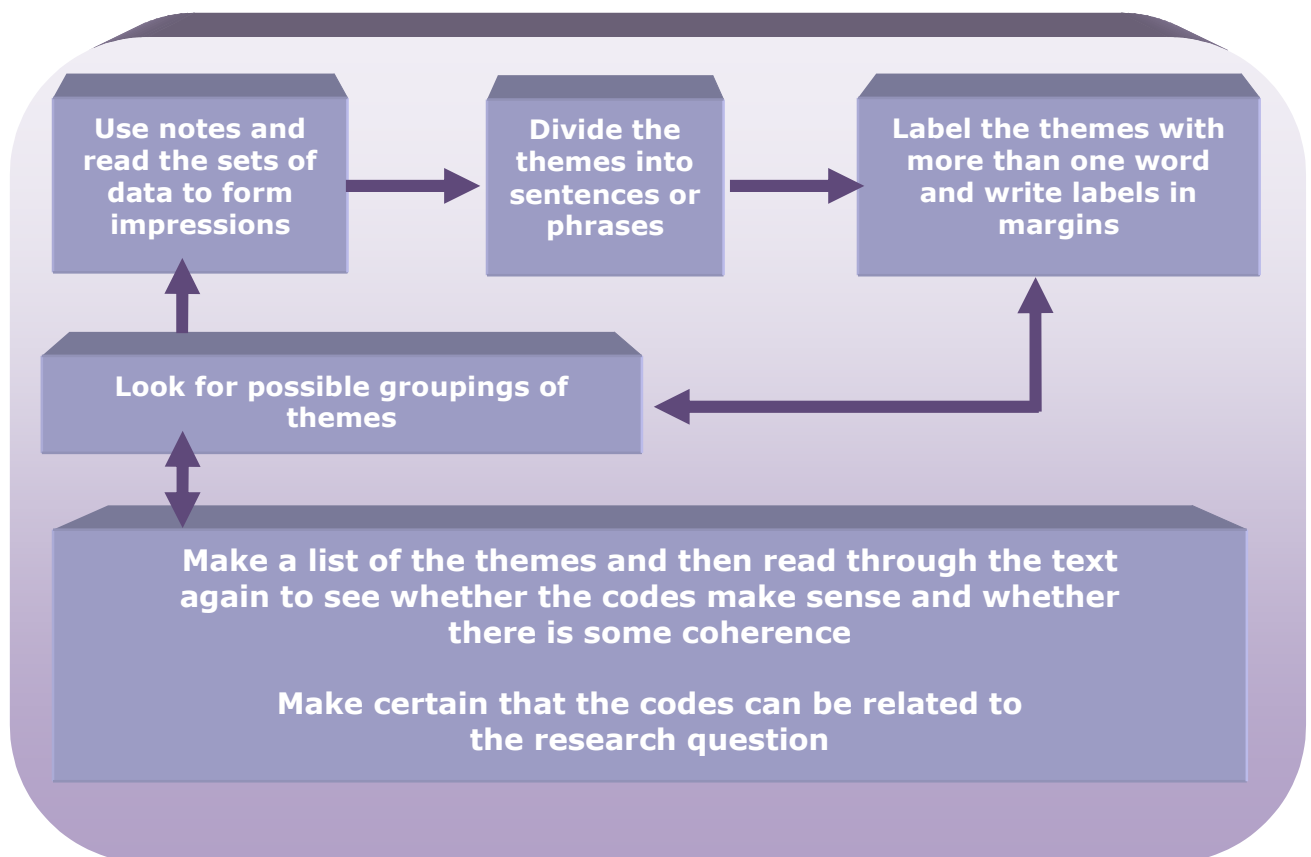 Use notes and
read the sets of
data to form
impressions
Divide the
themes into
sentences or
phrases
Label the themes with
more than one word
and write labels in
margins
Look for possible groupings of
themes
Make a list of the themes and then read through the text
again to see whether the codes make sense and whether
there is some coherence
Make certain that the codes can be related to
the research question